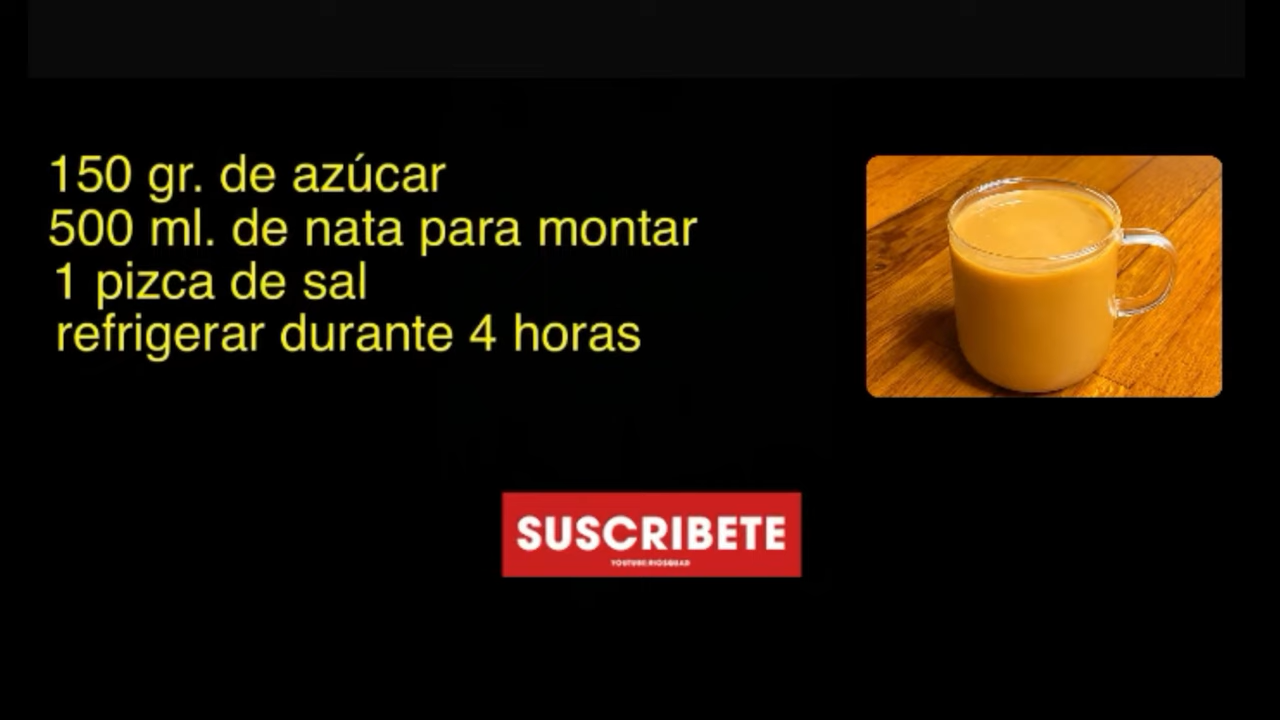 150 gr. de azúcar
500 ml. de nata para montar
1 pizca de sal
refrigerar durante 4 horas
SUSCRIBETE